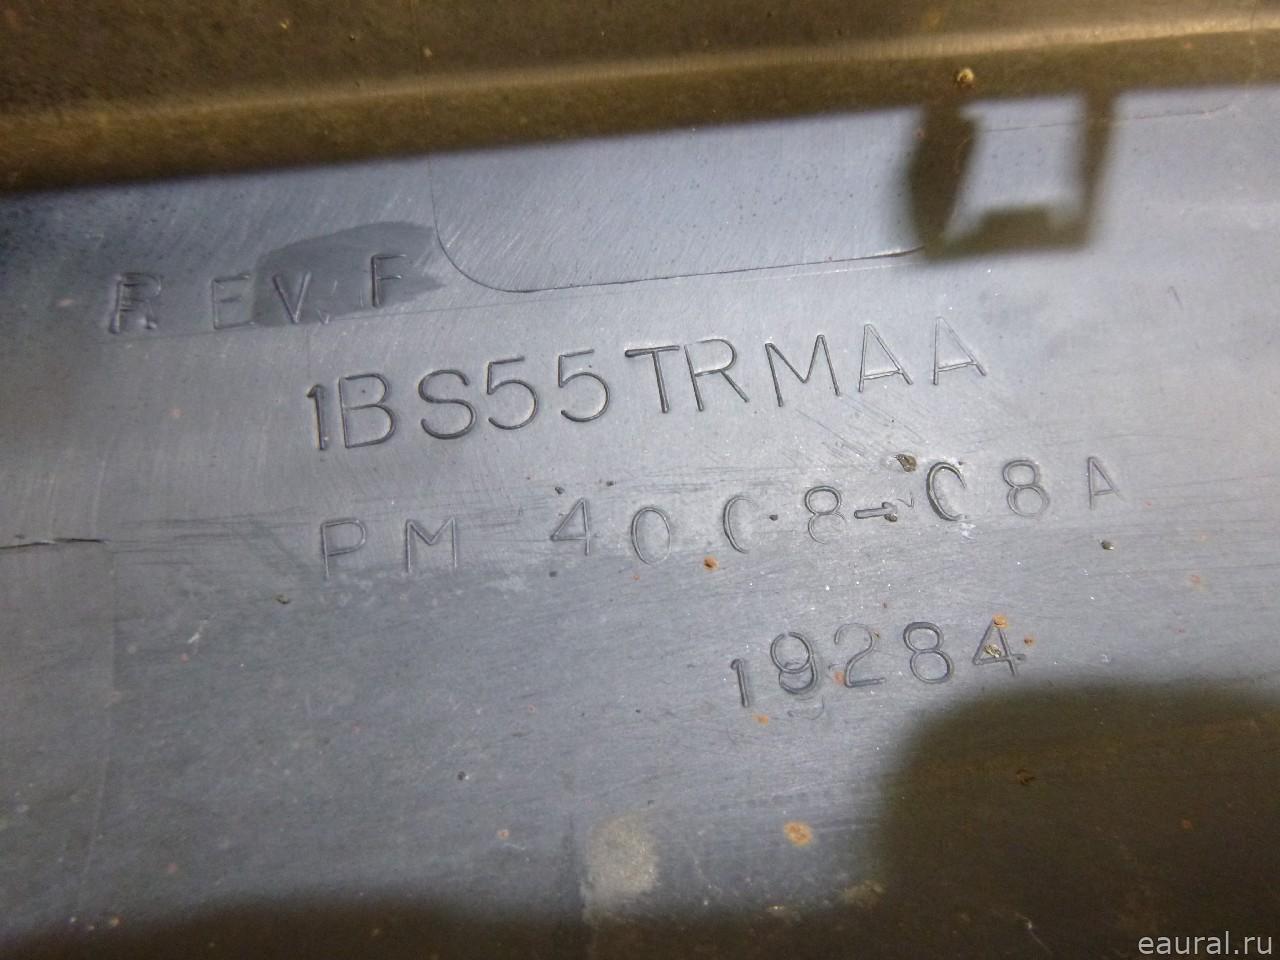 REV. F
1BS55TRMAA
PM 4008-08A
19284
eaural.ru